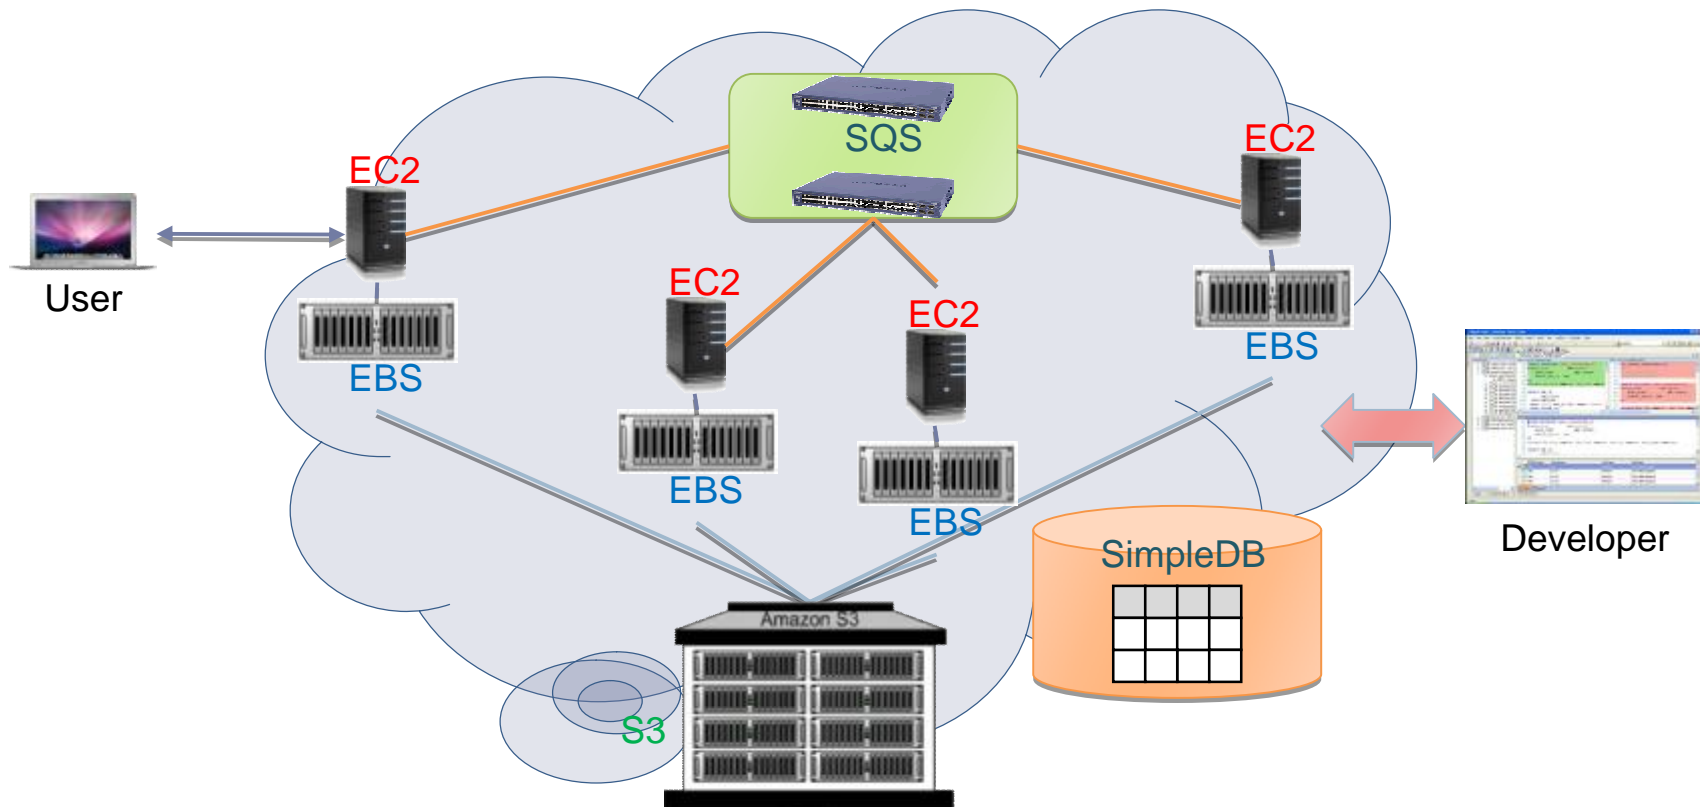 SQS
EC2
EC2
User
EC2
EC2
EBS
EBS
EBS
EBS
SimpleDB
Developer
Amazon S3
S3